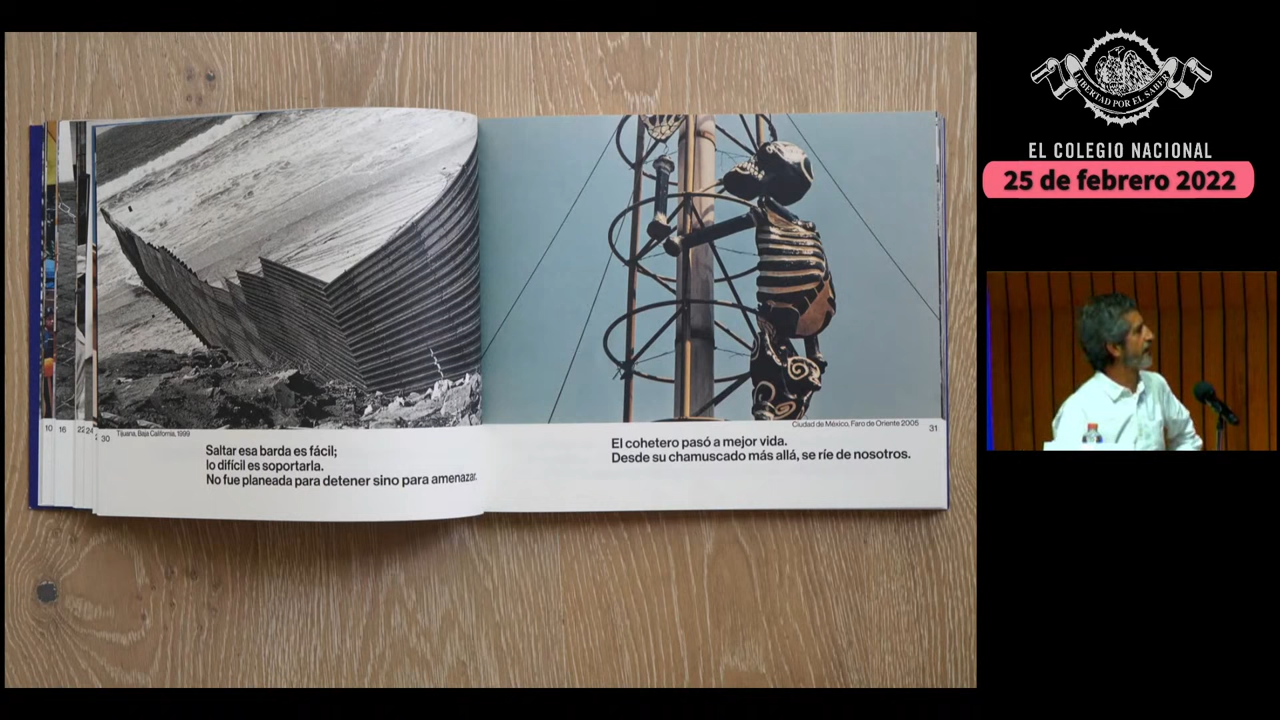 10
16
22
24
30
Tijuana, Baja California, 1999
Saltar esa barda es fácil;
lo difícil es soportarla.
No fue planeada para detener sino para amenazar.
Ciudad de México, Faro de Oriente 2005
31
El cohetero pasó a mejor vida.
Desde su chamuscado más allá, se ríe de nosotros.
LIBERTAD POR EL SABER
EL COLEGIO NACIONAL
25 de febrero 2022